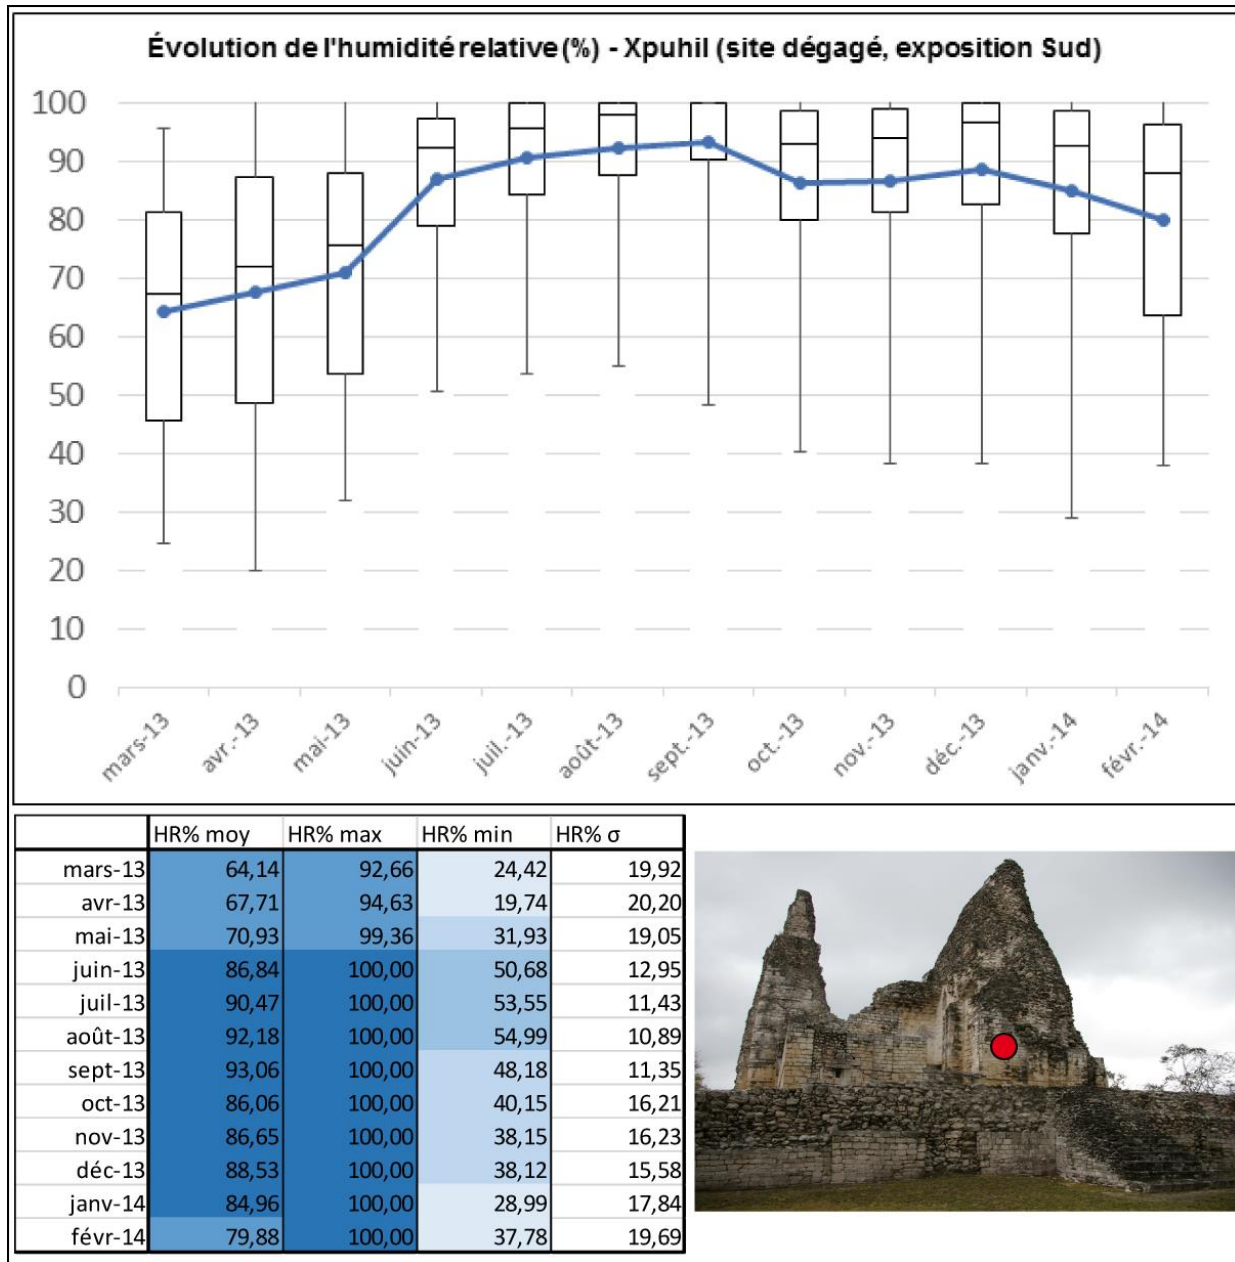 Évolution de l'humidité relative (%) - Xpuhil (site dégagé, exposition Sud)
100
90
80
70
60
50
40
30
20
10
0
mars-13 avr.-13 mai-13 juin-13 juil.-13 août-13 sept.-13 oct.-13 nov.-13 déc.-13 janv.-14 févr.-14
HR% moy HR% max HR% min HR% σ
mars-13 64,14 92,66 24,42 19,92
avr-13 67,71 94,63 19,74 20,20
mai-13 70,93 99,36 31,93 19,05
juin-13 86,84 100,00 50,68 12,95
juil-13 90,47 100,00 53,55 11,43
août-13 92,18 100,00 54,99 10,89
sept-13 93,06 100,00 48,18 11,35
oct-13 86,06 100,00 40,15 16,21
nov-13 86,65 100,00 38,15 16,23
déc-13 88,53 100,00 38,12 15,58
janv-14 84,96 100,00 28,99 17,84
févr-14 79,88 100,00 37,78 19,69